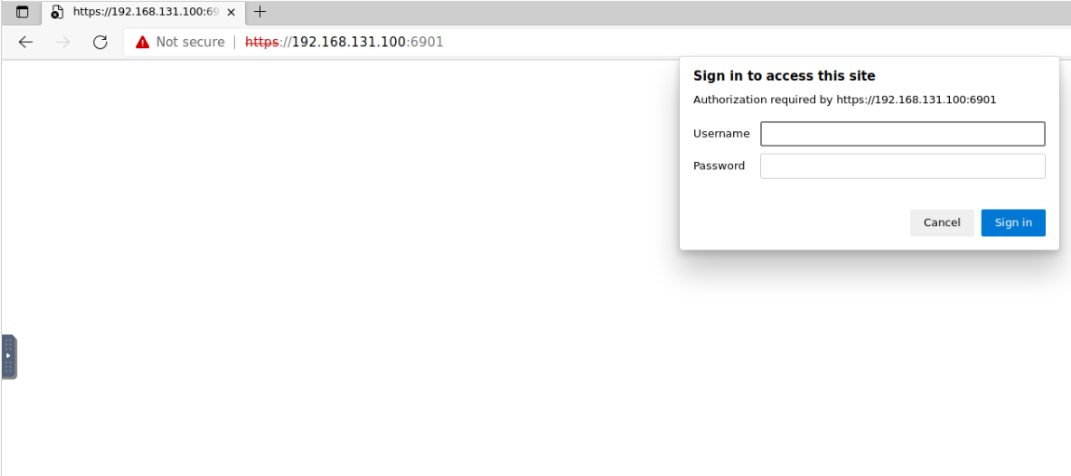 https://192.168.131.100:69
Not secure | https://192.168.131.100:6901
Sign in to access this site
Authorization required by https://192.168.131.100:6901
Username
Password
Cancel Sign in